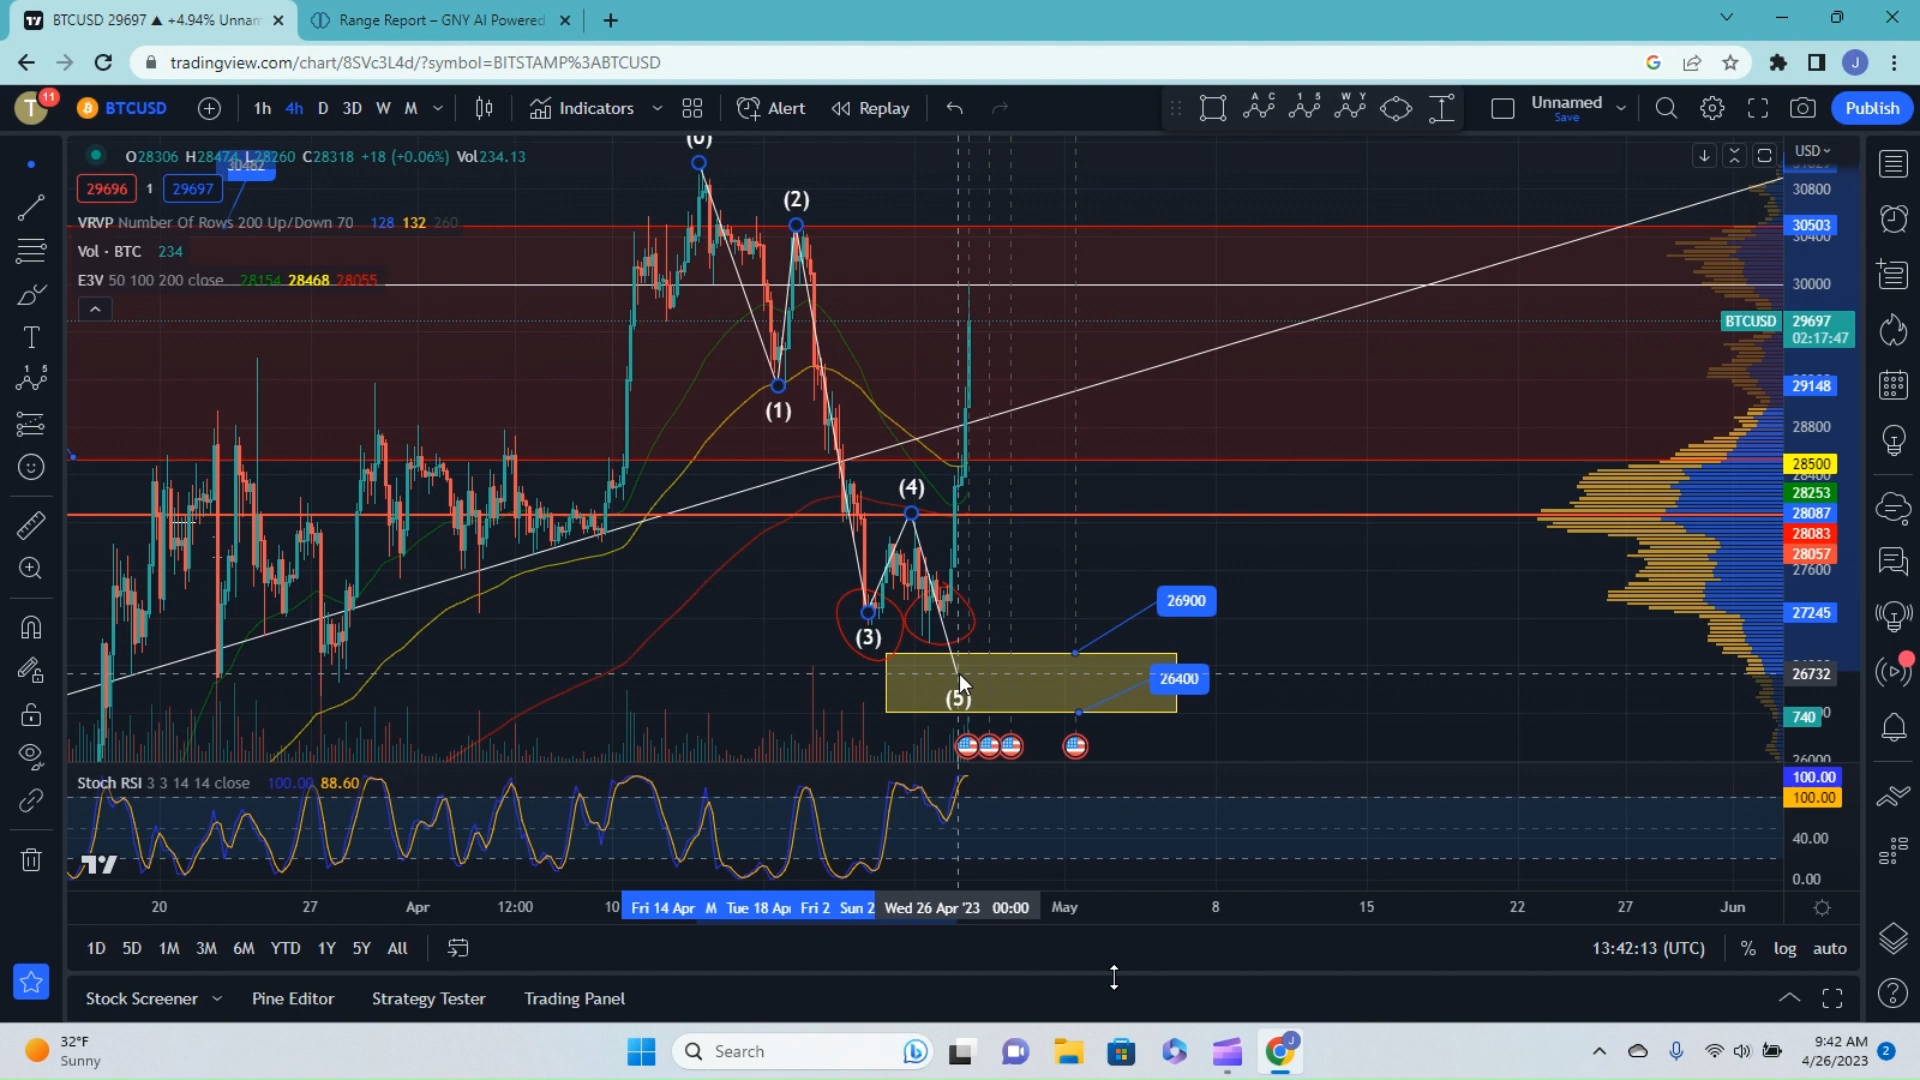 BTCUSD 29697 ▲ +4.94% Unnam
Range Report – GNY AI Powered
tradingview.com/chart/8SVc3L4d/?symbol=BITSTAMP%3ABTCUSD
G
J
T
11
BTCUSD
1h 4h D 3D W M
Indicators
Alert
Replay
A C
1 5
W Y
Unnamed
Save
Publish
O28306 H28474 L28260 C28318 +18 (+0.06%) Vol234.13
30482
29696 1 29697
VRVP Number Of Rows 200 Up/Down 70 128 132 260
Vol · BTC 234
E3V 50 100 200 close 28154 28468 28055
(0)
(2)
(1)
(4)
(3)
(5)
26900
26400
USD
30800
30503
30400
30000
BTCUSD 29697
02:17:47
29148
28800
28500
28400
28253
28087
28083
28057
27600
27245
26732
740
26000
Stoch RSI 3 3 14 14 close 100.00 88.60
100.00
100.00
40.00
0.00
20 27 Apr 12:00 10 Fri 14 Apr M Tue 18 Apr Fri 2 Sun 2 Wed 26 Apr '23 00:00 May 8 15 22 27 Jun
1D 5D 1M 3M 6M YTD 1Y 5Y All
13:42:13 (UTC) % log auto
Stock Screener Pine Editor Strategy Tester Trading Panel
32°F
Sunny
Search
J
9:42 AM
4/26/2023
2